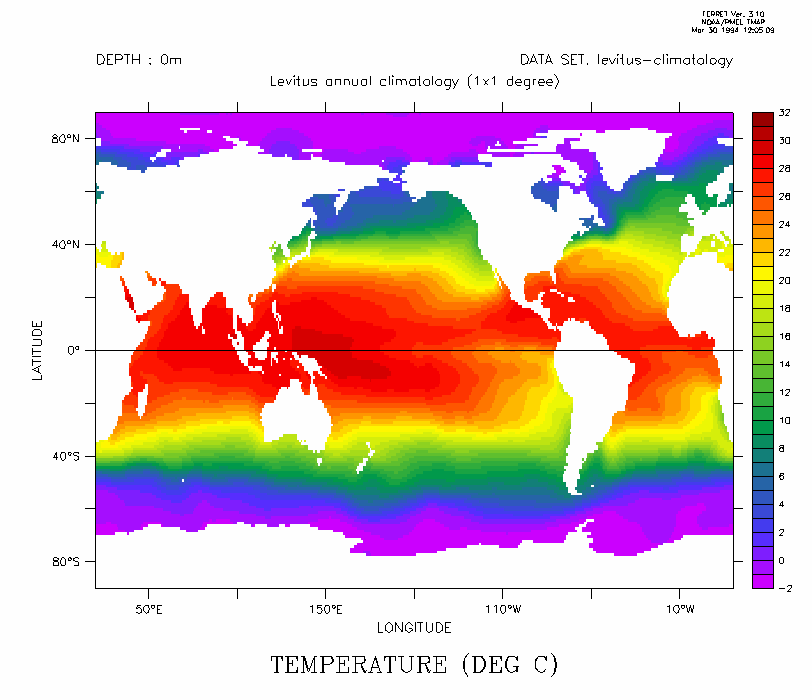 FERRET Ver. 3.10
NOAA/PMEL TMAP
Mar 30 1994 12:05:09
DEPTH : 0m
DATA SET. levitus-climatology
Levitus annual climatology (1x1 degree)
80°N
40°N
0°
40°S
80°S
LATITUDE
50°E
150°E
110°W
10°W
LONGITUDE
32
30
28
26
24
22
20
18
16
14
12
10
8
6
4
2
0
-2
TEMPERATURE (DEG C)